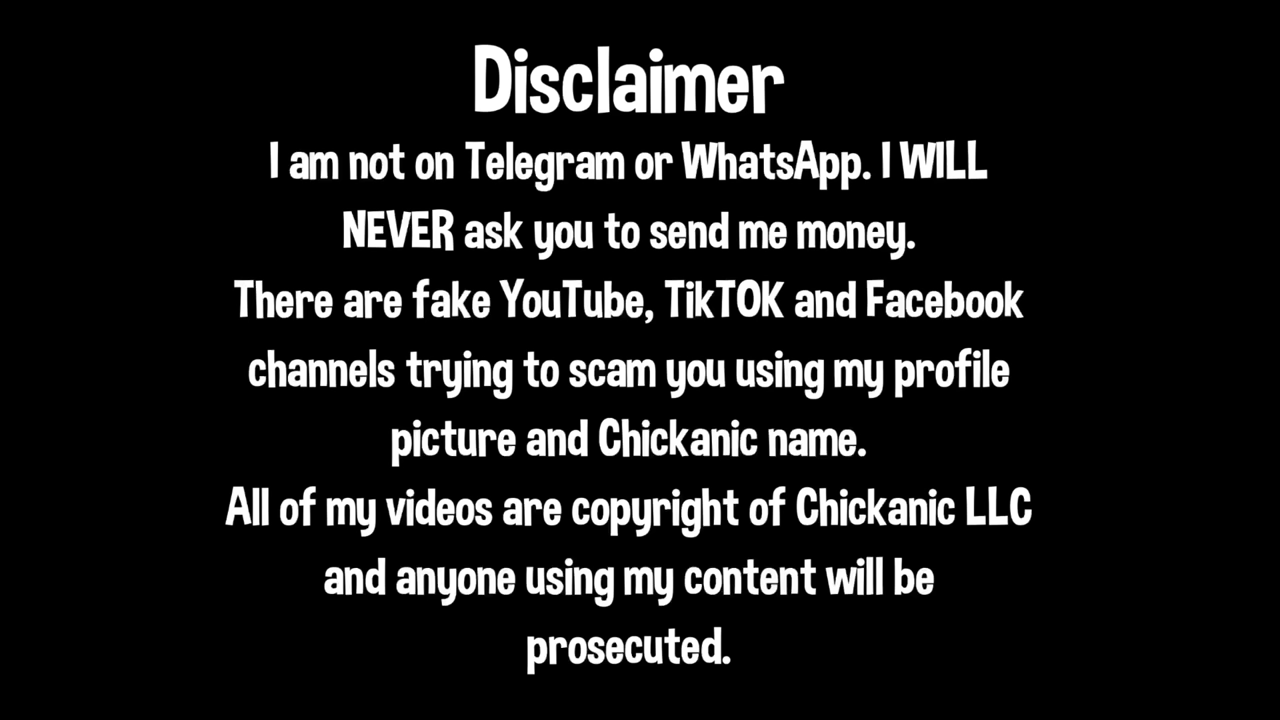 Disclaimer
I am not on Telegram or WhatsApp. I WILL
NEVER ask you to send me money.
There are fake YouTube, TikTOK and Facebook
channels trying to scam you using my profile
picture and Chickanic name.
All of my videos are copyright of Chickanic LLC
and anyone using my content will be
prosecuted.